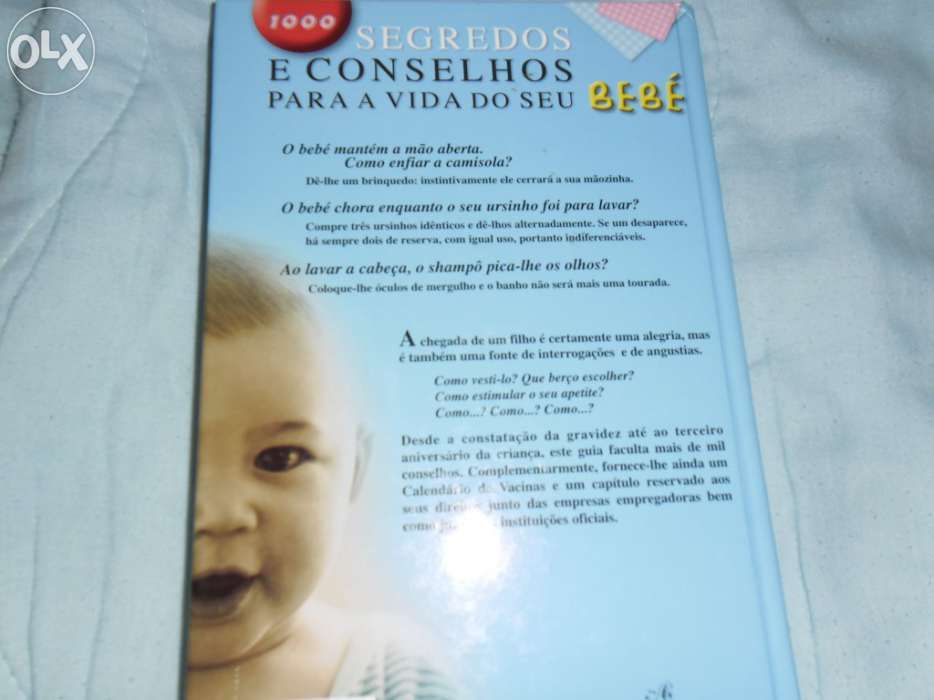 OLX
1000
SEGREDOS
E CONSELHOS
PARA A VIDA DO SEU BEBÉ
O bebé mantém a mão aberta.
Como enfiar a camisola?
Dê-lhe um brinquedo: instintivamente ele cerrará a sua mãozinha.
O bebé chora enquanto o seu ursinho foi para lavar?
Compre três ursinhos idênticos e dê-lhos alternadamente. Se um desaparece,
há sempre dois de reserva, com igual uso, portanto indiferenciáveis.
Ao lavar a cabeça, o shampô pica-lhe os olhos?
Coloque-lhe óculos de mergulho e o banho não será mais uma tourada.
A chegada de um filho é certamente uma alegria, mas
é também uma fonte de interrogações e de angustias.
Como vesti-lo? Que berço escolher?
Como estimular o seu apetite?
Como...? Como...? Como...?
Desde a constatação da gravidez até ao terceiro
aniversário da criança, este guia faculta mais de mil
conselhos. Complementarmente, fornece-lhe ainda um
Calendário de Vacinas e um capítulo reservado aos
seus direitos junto das empresas empregadoras bem
como instituições oficiais.